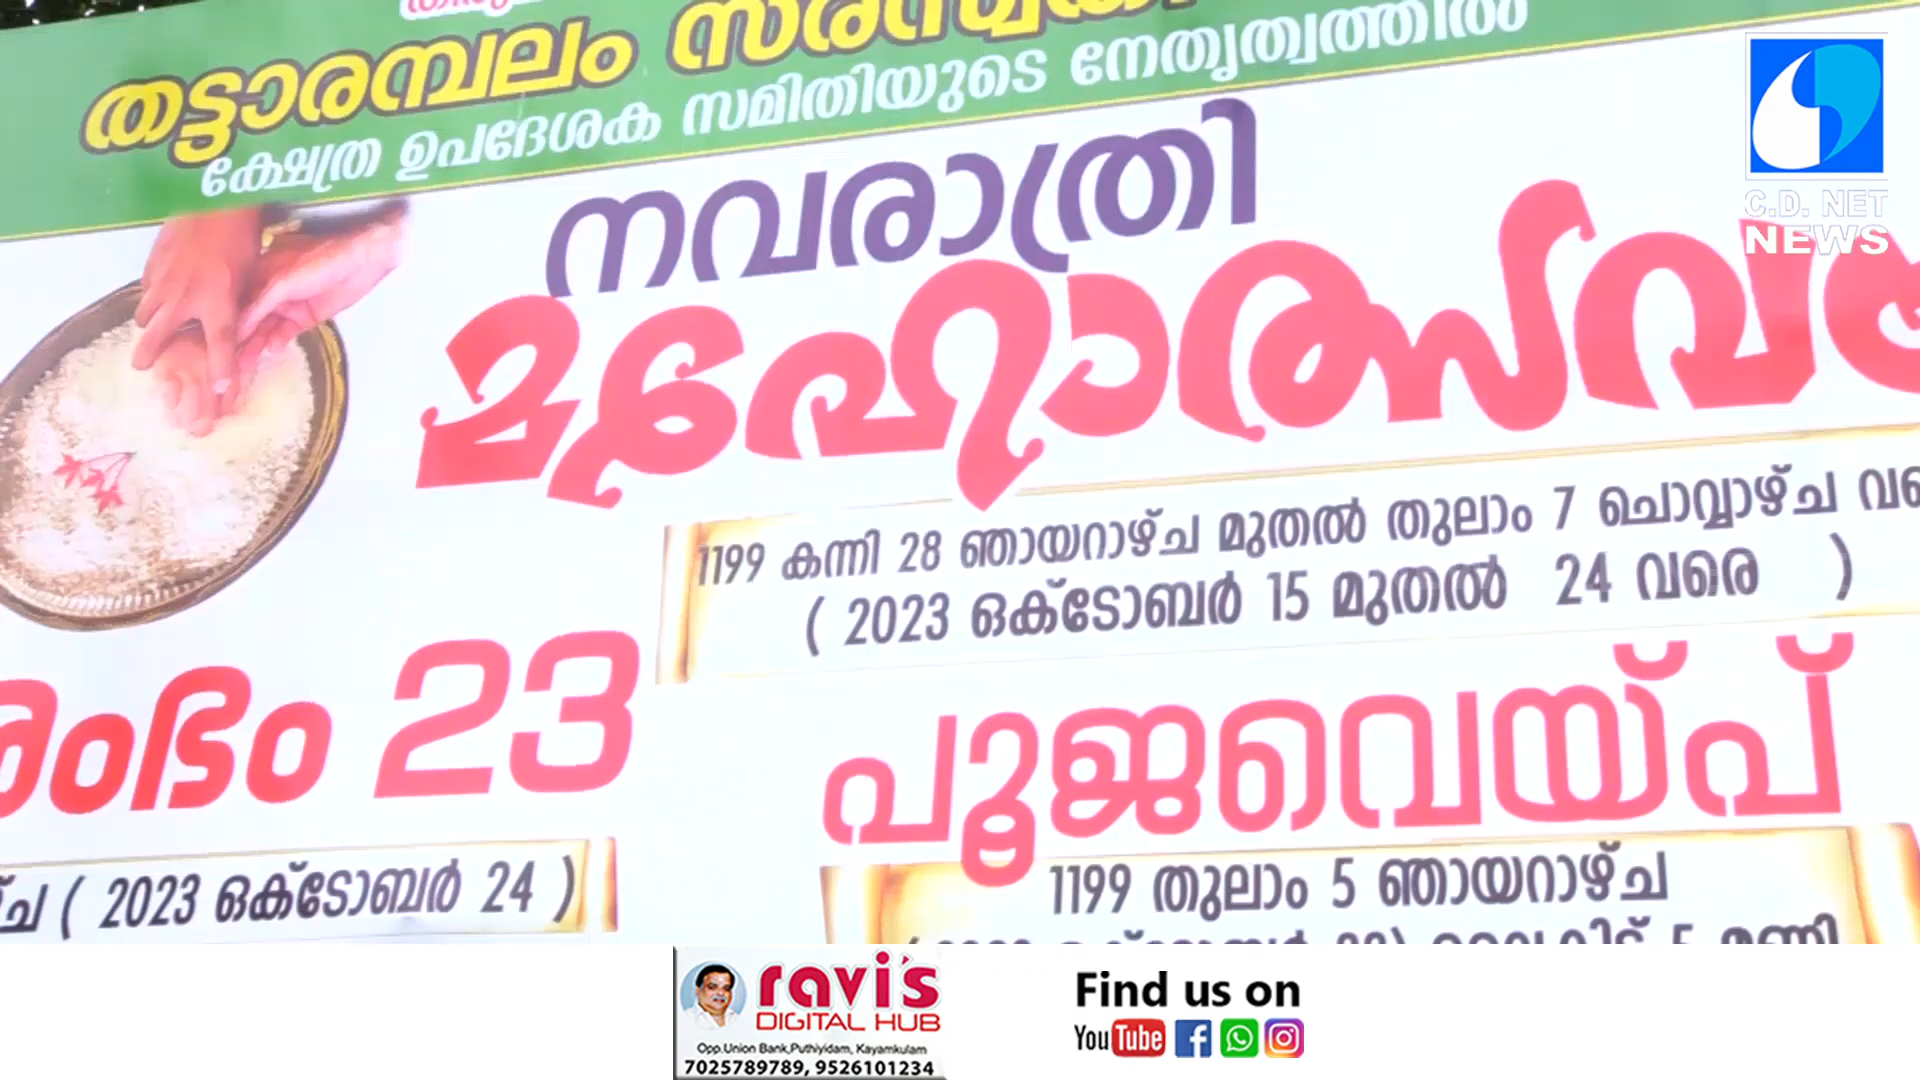 തട്ടാരമ്പലം സരസ്വതി
ക്ഷേത്ര ഉപദേശക സമിതിയുടെ നേതൃത്വത്തിൽ
നവരാത്രി
മഹോത്സവ
1199 കന്നി 28 ഞായറാഴ്ച മുതൽ തുലാം 7 ചൊവ്വാഴ്ച
( 2023 ഒക്ടോബർ 15 മുതൽ 24 വരെ )
രംഭം 23
( 2023 ഒക്ടോബർ 24 )
പൂജവെയ്പ്
1199 തുലാം 5 ഞായറാഴ്ച
C.D. NET
NEWS
ravi's
DIGITAL HUB
Opp.Union Bank,Puthiyidam, Kayamkulam
7025789789, 9526101234
Find us on
YouTube